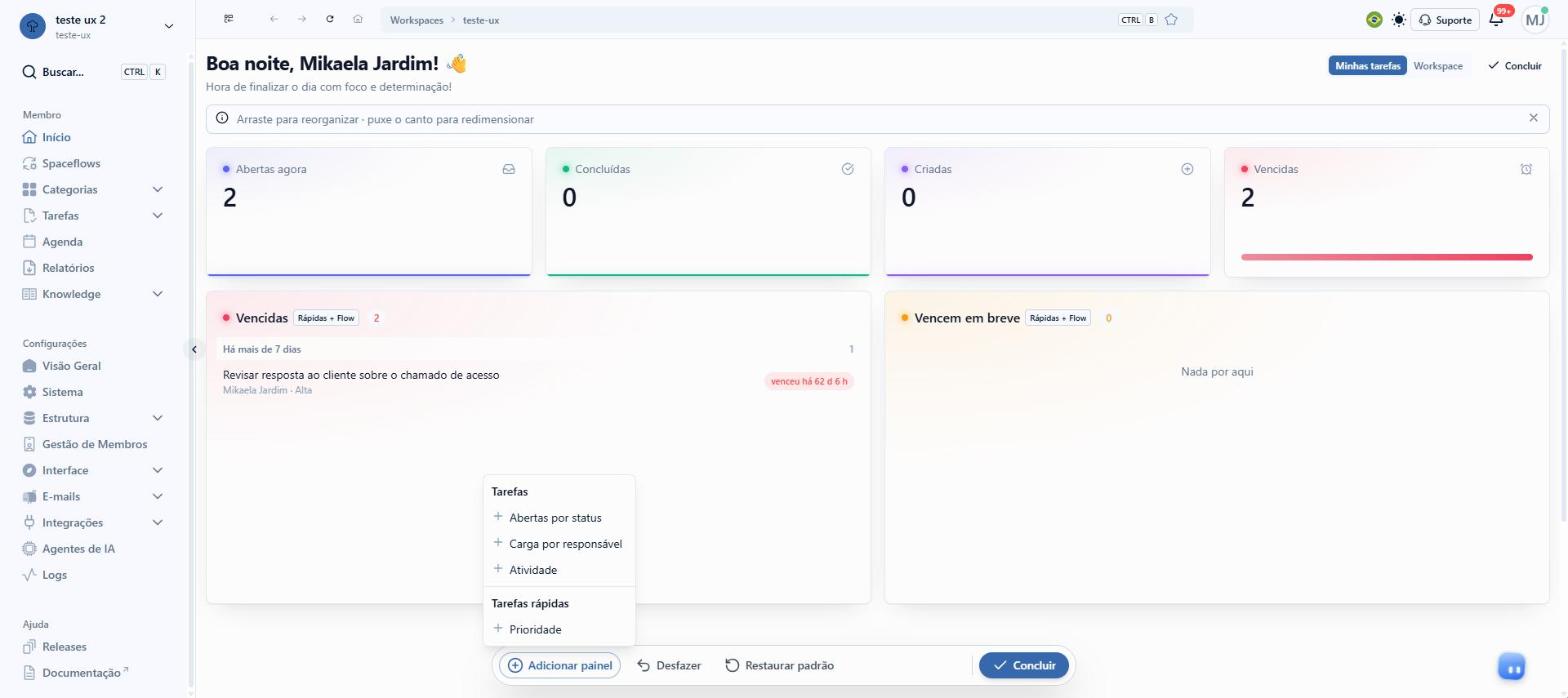 teste ux 2
teste-ux
Buscar...
CTRL K
Membro
Início
Spaceflows
Categorias
Tarefas
Agenda
Relatórios
Knowledge
Configurações
Visão Geral
Sistema
Estrutura
Gestão de Membros
Interface
E-mails
Integrações
Agentes de IA
Logs
Ajuda
Releases
Documentação
Workspaces > teste-ux
CTRL B
Suporte
99+
MJ
Boa noite, Mikaela Jardim! 👋
Hora de finalizar o dia com foco e determinação!
Minhas tarefas Workspace Concluir
Arraste para reorganizar · puxe o canto para redimensionar
Abertas agora
2
Concluídas
0
Criadas
0
Vencidas
2
Vencidas Rápidas + Flow 2
Há mais de 7 dias 1
Revisar resposta ao cliente sobre o chamado de acesso
Mikaela Jardim · Alta
venceu há 62 d 6 h
Vencem em breve Rápidas + Flow 0
Nada por aqui
Tarefas
Abertas por status
Carga por responsável
Atividade
Tarefas rápidas
Prioridade
Adicionar painel Desfazer Restaurar padrão Concluir